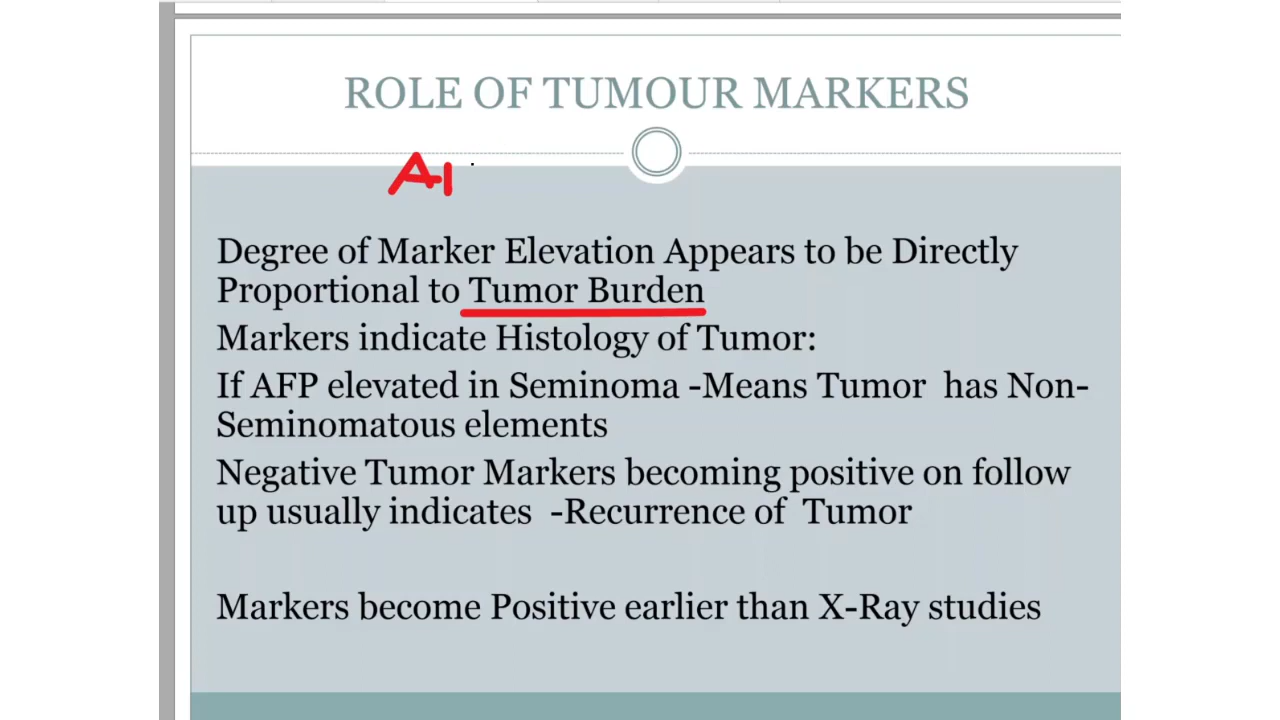 ROLE OF TUMOUR MARKERS
A
Degree of Marker Elevation Appears to be Directly
Proportional to Tumor Burden
Markers indicate Histology of Tumor:
If AFP elevated in Seminoma -Means Tumor has Non-
Seminomatous elements
Negative Tumor Markers becoming positive on follow
up usually indicates -Recurrence of Tumor
Markers become Positive earlier than X-Ray studies